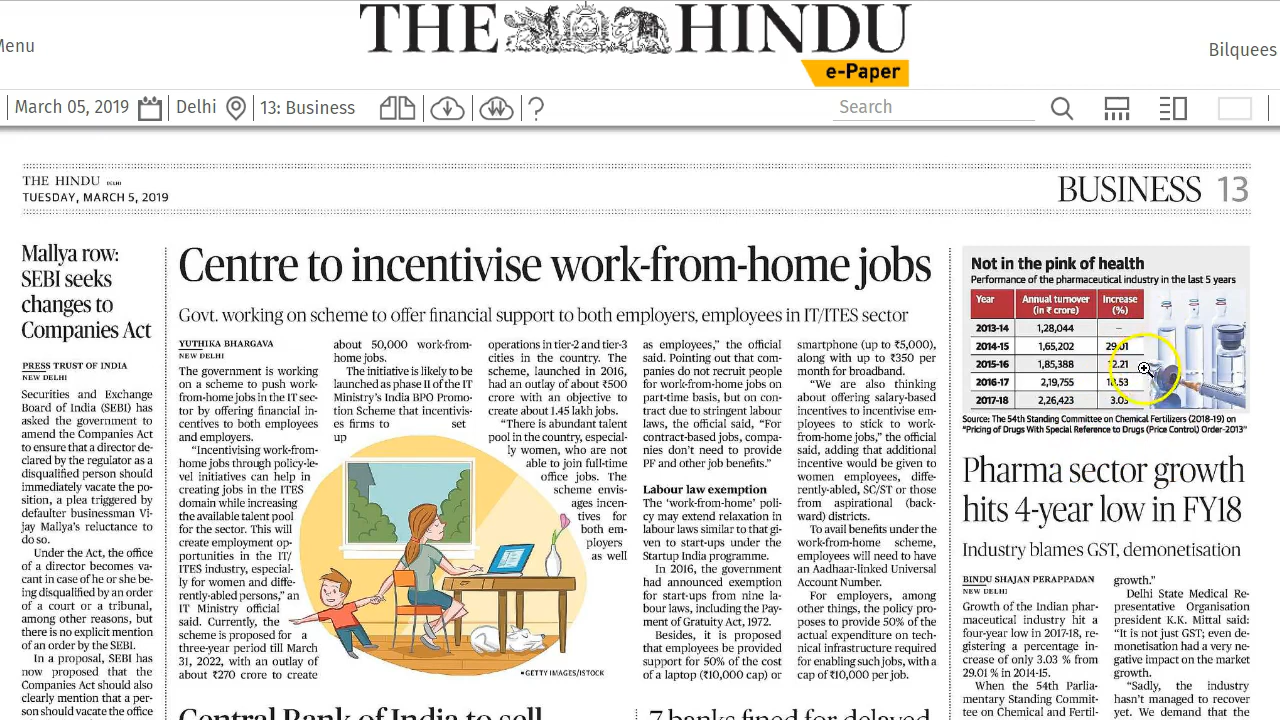 THE HINDU
e-Paper
Menu
Bilquees
March 05, 2019
Delhi
13: Business
?
Search
THE HINDU DELHI
TUESDAY, MARCH 5, 2019
BUSINESS 13
Mallya row:
SEBI seeks
changes to
Companies Act
PRESS TRUST OF INDIA
NEW DELHI
Securities and Exchange
Board of India (SEBI) has
asked the government to
amend the Companies Act
to ensure that a director de-
clared by the regulator as a
disqualified person should
immediately vacate the po-
sition, a plea triggered by
defaulter businessman Vi-
jay Mallya's reluctance to
do so.
Under the Act, the office
of a director becomes va-
cant in case of he or she be-
ing disqualified by an order
of a court or a tribunal,
among other reasons, but
there is no explicit mention
of an order by the SEBI.
In a proposal, SEBI has
now proposed that the
Companies Act should also
clearly mention that a per-
son should vacate the office
Centre to incentivise work-from-home jobs
Govt. working on scheme to offer financial support to both employers, employees in IT/ITES sector
YUTHIKA BHARGAVA
NEW DELHI
The government is working
on a scheme to push work-
from-home jobs in the IT sec-
tor by offering financial in-
centives to both employees
and employers.
"Incentivising work-from-
home jobs through policy-le-
vel initiatives can help in
creating jobs in the ITES
domain while increasing
the available talent pool
for the sector. This will
create employment op-
portunities in the IT/
ITES industry, especial-
ly for women and diffe-
rently-abled persons," an
IT Ministry official
said. Currently, the
scheme is proposed for a
three-year period till March
31, 2022, with an outlay of
about ₹270 crore to create
about 50,000 work-from-
home jobs.
The initiative is likely to be
launched as phase II of the IT
Ministry's India BPO Promo-
tion Scheme that incentivis-
es firms to set
up
operations in tier-2 and tier-3
cities in the country. The
scheme, launched in 2016,
had an outlay of about ₹500
crore with an objective to
create about 1.45 lakh jobs.
"There is abundant talent
pool in the country, especial-
ly women, who are not
able to join full-time
office jobs. The
scheme envis-
ages incen-
tives for
both em-
ployers
as well
GETTY IMAGES/ISTOCK
as employees," the official
said. Pointing out that com-
panies do not recruit people
for work-from-home jobs on
part-time basis, but on con-
tract due to stringent labour
laws, the official said, "For
contract-based jobs, compa-
nies don't need to provide
PF and other job benefits."
Labour law exemption
The 'work-from-home' poli-
cy may extend relaxation in
labour laws similar to that gi-
ven to start-ups under the
Startup India programme.
In 2016, the government
had announced exemption
for start-ups from nine la-
bour laws, including the Pay-
ment of Gratuity Act, 1972.
Besides, it is proposed
that employees be provided
support for 50% of the cost
of a laptop (₹10,000 cap) or
smartphone (up to ₹5,000),
along with up to ₹350 per
month for broadband.
"We are also thinking
about offering salary-based
incentives to incentivise em-
ployees to stick to work-
from-home jobs," the official
said, adding that additional
incentive would be given to
women employees, diffe-
rently-abled, SC/ST or those
from aspirational (back-
ward) districts.
To avail benefits under the
work-from-home scheme,
employees will need to have
an Aadhaar-linked Universal
Account Number.
For employers, among
other things, the policy pro-
poses to provide 50% of the
actual expenditure on tech-
nical infrastructure required
for enabling such jobs, with a
cap of ₹10,000 per job.
Not in the pink of health
Performance of the pharmaceutical industry in the last 5 years
Year Annual turnover (in ₹ crore) Increase (%)
2013-14 1,28,044 –
2014-15 1,65,202 29.01
2015-16 1,85,388 12.21
2016-17 2,19,755 18.53
2017-18 2,26,423 3.03
Source: The 54th Standing Committee on Chemical Fertilizers (2018-19) on
"Pricing of Drugs With Special Reference to Drugs (Price Control) Order-2013"
Pharma sector growth
hits 4-year low in FY18
Industry blames GST, demonetisation
BINDU SHAJAN PERAPPADAN
NEW DELHI
Growth of the Indian phar-
maceutical industry hit a
four-year low in 2017-18, re-
gistering a percentage in-
crease of only 3.03 % from
29.01 % in 2014-15.
When the 54th Parlia-
mentary Standing Commit-
tee on Chemical and Fertil-
growth."
Delhi State Medical Re-
presentative Organisation
president K.K. Mittal said:
"It is not just GST; even de-
monetisation had a very ne-
gative impact on the market
growth.
"Sadly, the industry
hasn't managed to recover
yet. We demand that the
Central Bank of India to sell
7 banks fined for delayed